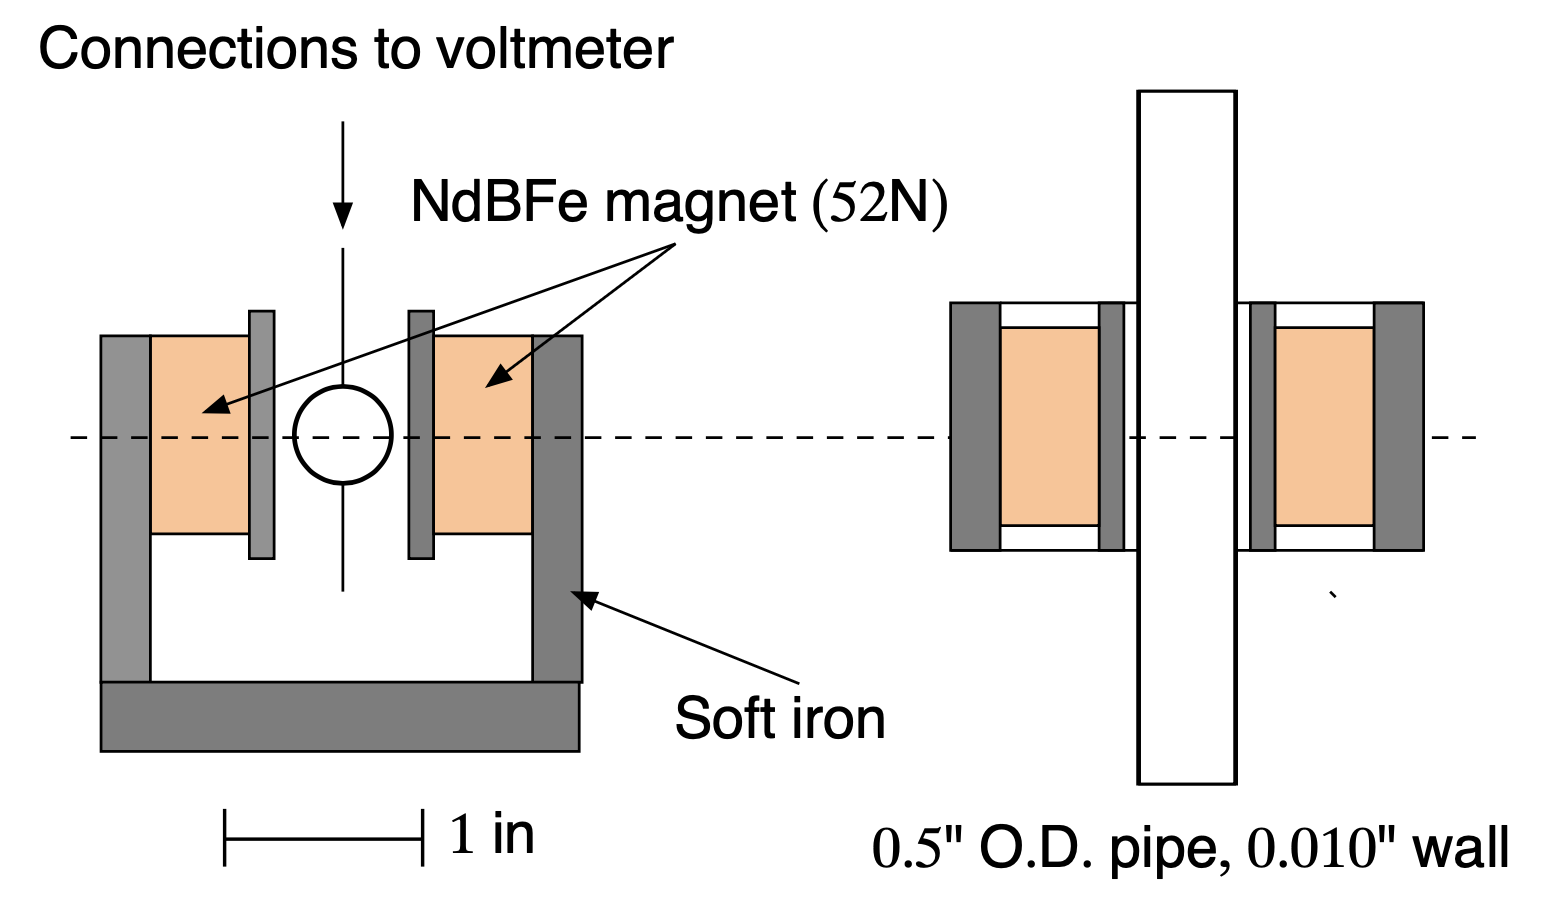 Connections to voltmeter
NdBFe magnet (52N)
Soft iron
1 in
0.5" O.D. pipe, 0.010" wall